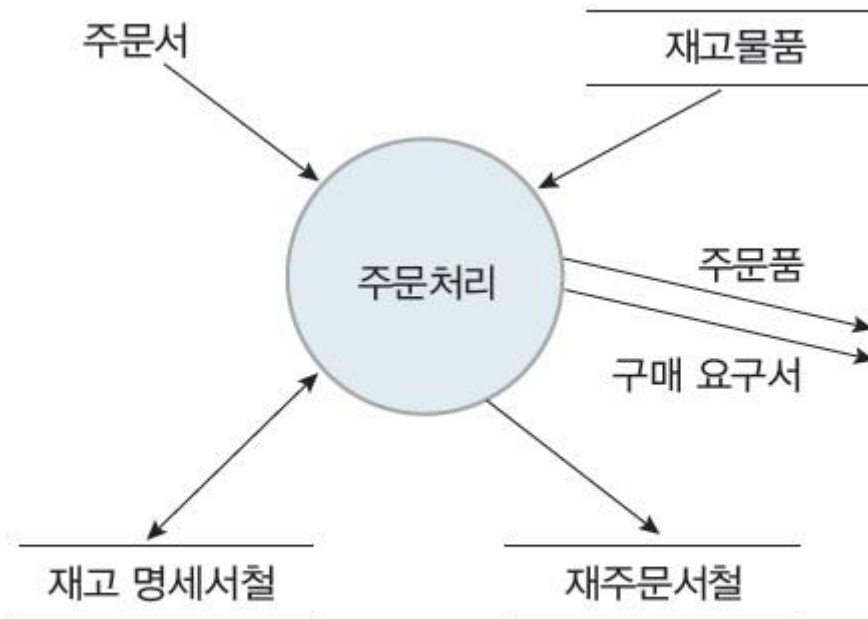 주문서
재고물품
주문처리
주문품
구매 요구서
재고 명세서철
재주문서철